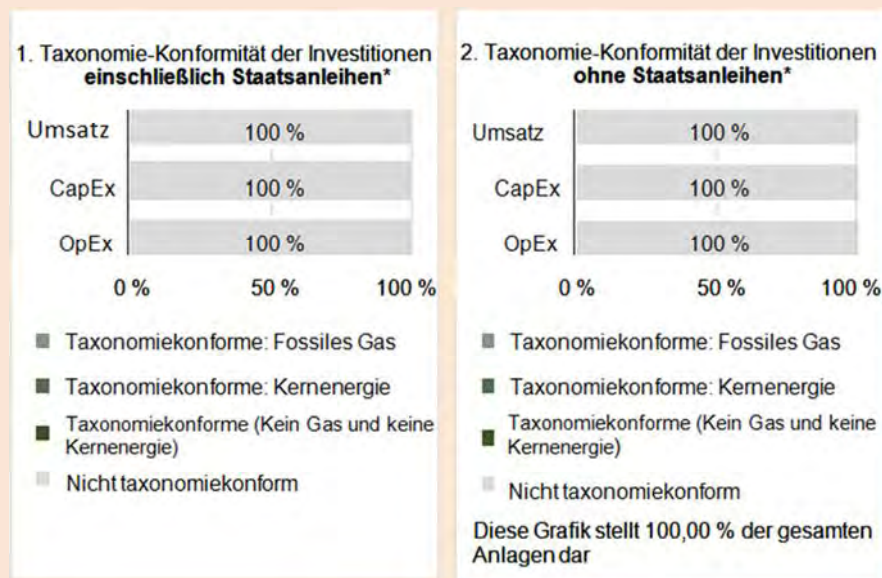 1. Taxonomie-Konformität der Investitionen
einschließlich Staatsanleihen*
Umsatz
100 %
CapEx
100 %
OpEx
100 %
0 %
50 %
100 %
Taxonomiekonforme: Fossiles Gas
Taxonomiekonforme: Kernenergie
Taxonomiekonforme (Kein Gas und keine
Kernenergie)
Nicht taxonomiekonform
2. Taxonomie-Konformität der Investitionen
ohne Staatsanleihen*
Umsatz
100 %
CapEx
100 %
OpEx
100 %
0 %
50 %
100 %
Taxonomiekonforme: Fossiles Gas
Taxonomiekonforme: Kernenergie
Taxonomiekonforme (Kein Gas und keine
Kernenergie)
Nicht taxonomiekonform
Diese Grafik stellt 100,00 % der gesamten
Anlagen dar